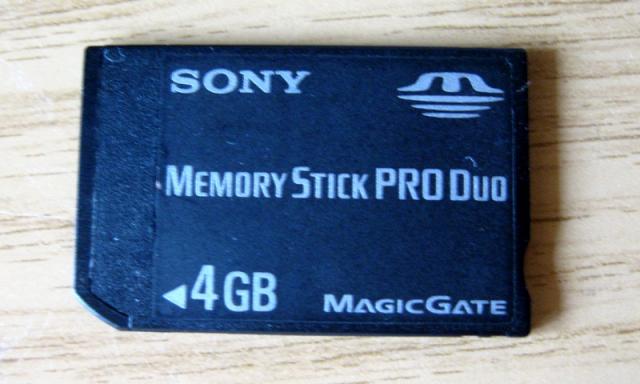 SONY
MEMORY STICK PRO DUO
4GB
MAGICGATE